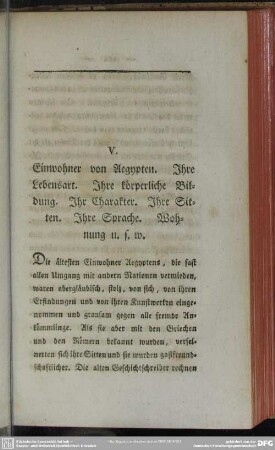 V.
Einwohner von Aegypten. Ihre
Lebensart. Ihre körperliche Bil-
dung. Ihr Charakter. Ihre Sit-
ten. Ihre Sprache. Woh-
nung u. s. w.
Die ältesten Einwohner Aegyptens, die fast
allen Umgang mit andern Nationen vermieden,
waren abergläubisch, stolz, von sich, von ihren
Erfindungen und von ihren Kunstwerken einge-
nommen und grausam gegen alle fremde An-
kömmlinge. Als sie aber mit den Griechen
und den Römern bekannt wurden, verfei-
nerten sich ihre Sitten und sie wurden gastfreund-
schaftlicher. Die alten Geschichtschreiber rechnen
DFG